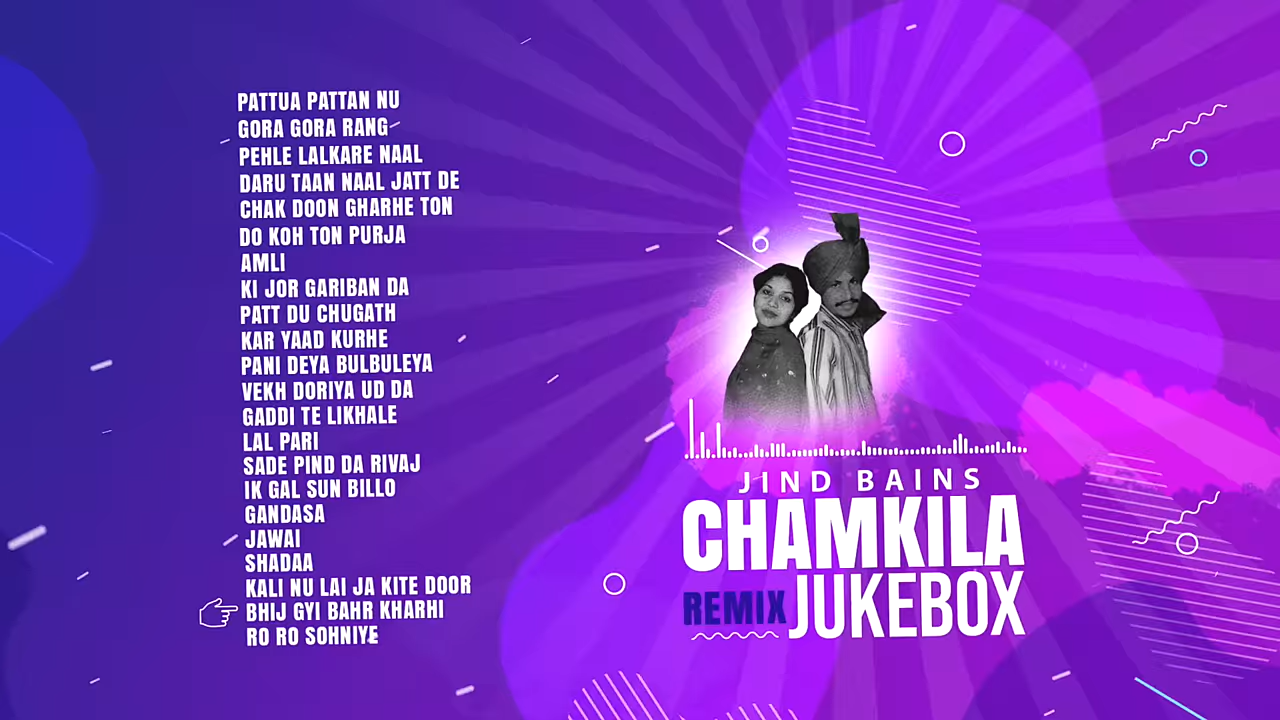 PATTUA PATTAN NU
GORA GORA RANG
PEHLE LALKARE NAAL
DARU TAAN NAAL JATT DE
CHAK DOON GHARHE TON
DO KOH TON PURJA
AMLI
KI JOR GARIBAN DA
PATT DU CHUGATH
KAR YAAD KURHE
PANI DEYA BULBULEYA
VEKH DORIYA UD DA
GADDI TE LIKHALE
LAL PARI
SADE PIND DA RIVAJ
IK GAL SUN BILLO
GANDASA
JAWAI
SHADAA
KALI NU LAI JA KITE DOOR
BHIJ GYI BAHR KHARHI
RO RO SOHNIYE
JIND BAINS
CHAMKILA
REMIX JUKEBOX